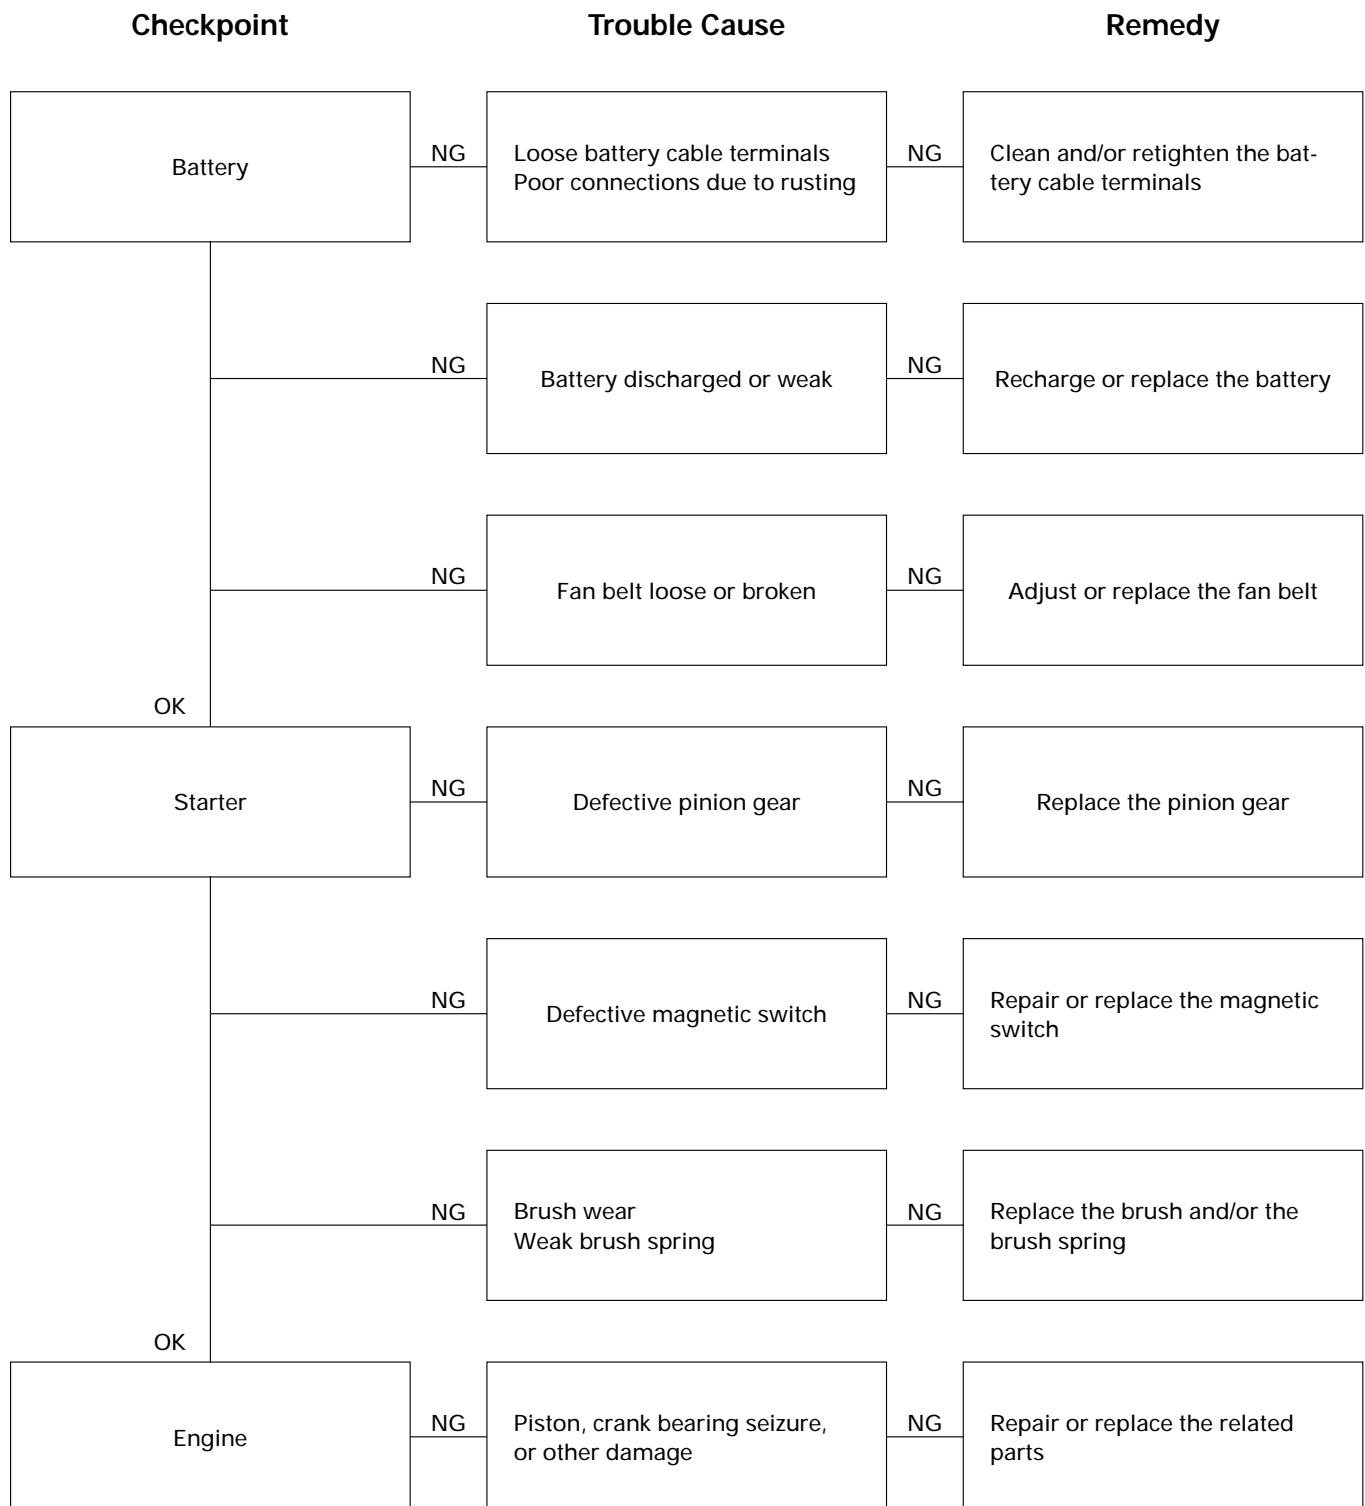 Checkpoint
Trouble Cause
Remedy
Battery
NG
Loose battery cable terminals
Poor connections due to rusting
NG
Clean and/or retighten the bat-
tery cable terminals
NG
Battery discharged or weak
NG
Recharge or replace the battery
NG
Fan belt loose or broken
NG
Adjust or replace the fan belt
OK
Starter
NG
Defective pinion gear
NG
Replace the pinion gear
NG
Defective magnetic switch
NG
Repair or replace the magnetic
switch
NG
Brush wear
Weak brush spring
NG
Replace the brush and/or the
brush spring
OK
Engine
NG
Piston, crank bearing seizure,
or other damage
NG
Repair or replace the related
parts